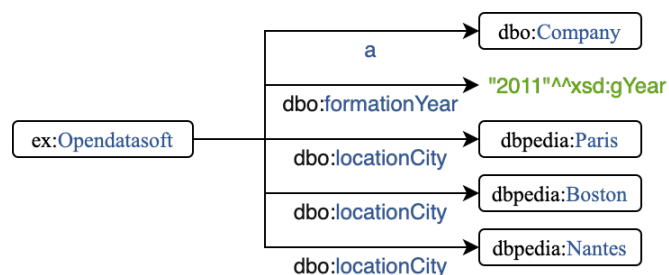 dbo:Company
a
"2011"^^xsd:gYear
dbo:formationYear
ex:Opendatasoft
dbpedia:Paris
dbo:locationCity
dbpedia:Boston
dbo:locationCity
dbpedia:Nantes
dbo:locationCity